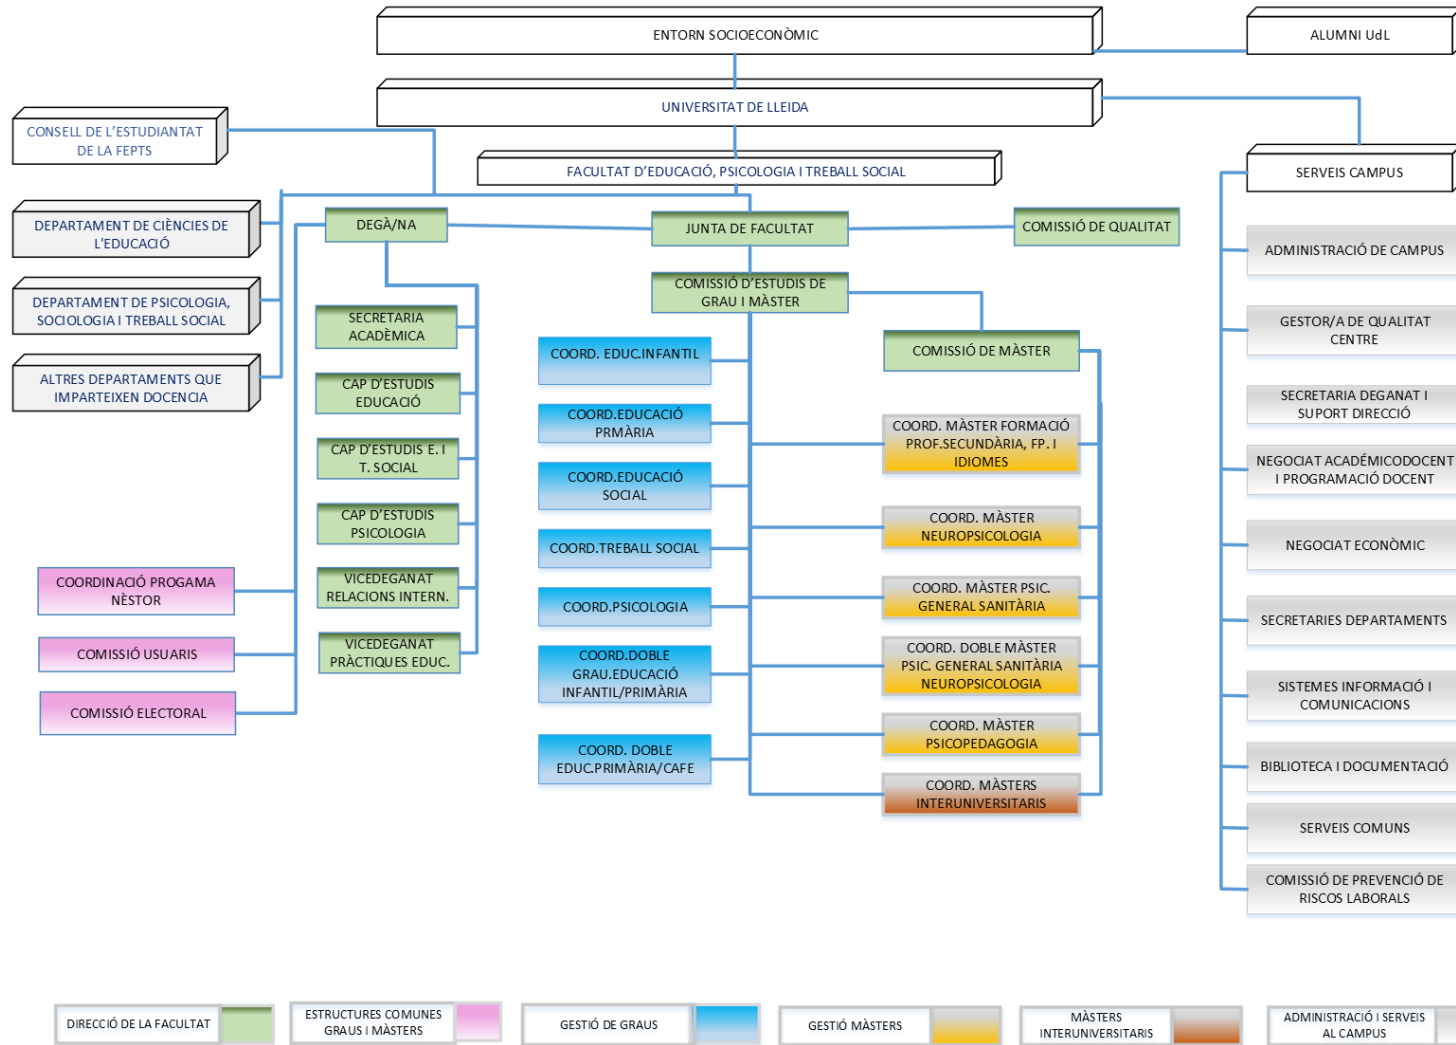 ENTORN SOCIOECONÒMIC
ALUMNI UdL
UNIVERSITAT DE LLEIDA
CONSELL DE L'ESTUDIANTAT
DE LA FEPTS
FACULTAT D'EDUCACIÓ, PSICOLOGIA I TREBALL SOCIAL
SERVEIS CAMPUS
DEPARTAMENT DE CIÈNCIES DE
L'EDUCACIÓ
DEPARTAMENT DE PSICOLOGIA,
SOCIOLOGIA I TREBALL SOCIAL
ALTRES DEPARTAMENTS QUE
IMPARTEIXEN DOCENCIA
DEGÀ/NA
JUNTA DE FACULTAT
COMISSIÓ DE QUALITAT
COMISSIÓ D'ESTUDIS DE
GRAU I MÀSTER
COMISSIÓ DE MÀSTER
SECRETARIA
ACADÈMICA
CAP D'ESTUDIS
EDUCACIÓ
CAP D'ESTUDIS E. I
T. SOCIAL
CAP D'ESTUDIS
PSICOLOGIA
VICEDEGANAT
RELACIONS INTERN.
VICEDEGANAT
PRÀCTIQUES EDUC.
COORDINACIÓ PROGAMA
NÈSTOR
COMISSIÓ USUARIS
COMISSIÓ ELECTORAL
COORD. EDUC.INFANTIL
COORD.EDUCACIÓ
PRMÀRIA
COORD.EDUCACIÓ
SOCIAL
COORD.TREBALL SOCIAL
COORD.PSICOLOGIA
COORD.DOBLE
GRAU.EDUCACIÓ
INFANTIL/PRIMÀRIA
COORD. DOBLE
EDUC.PRIMÀRIA/CAFE
COORD. MÀSTER FORMACIÓ
PROF.SECUNDÀRIA, FP. I
IDIOMES
COORD. MÀSTER
NEUROPSICOLOGIA
COORD. MÀSTER PSIC.
GENERAL SANITÀRIA
COORD. DOBLE MÀSTER
PSIC. GENERAL SANITÀRIA
NEUROPSICOLOGIA
COORD. MÀSTER
PSICOPEDAGOGIA
COORD. MÀSTERS
INTERUNIVERSITARIS
ADMINISTRACIÓ DE CAMPUS
GESTOR/A DE QUALITAT
CENTRE
SECRETARIA DEGANAT I
SUPORT DIRECCIÓ
NEGOCIAT ACADÉMICODOCENT
I PROGRAMACIÓ DOCENT
NEGOCIAT ECONÒMIC
SECRETARIES DEPARTAMENTS
SISTEMES INFORMACIÓ I
COMUNICACIONS
BIBLIOTECA I DOCUMENTACIÓ
SERVEIS COMUNS
COMISSIÓ DE PREVENCIÓ DE
RISCOS LABORALS
DIRECCIÓ DE LA FACULTAT
ESTRUCTURES COMUNES
GRAUS I MÀSTERS
GESTIÓ DE GRAUS
GESTIÓ MÀSTERS
MÀSTERS
INTERUNIVERSITARIS
ADMINISTRACIÓ I SERVEIS
AL CAMPUS